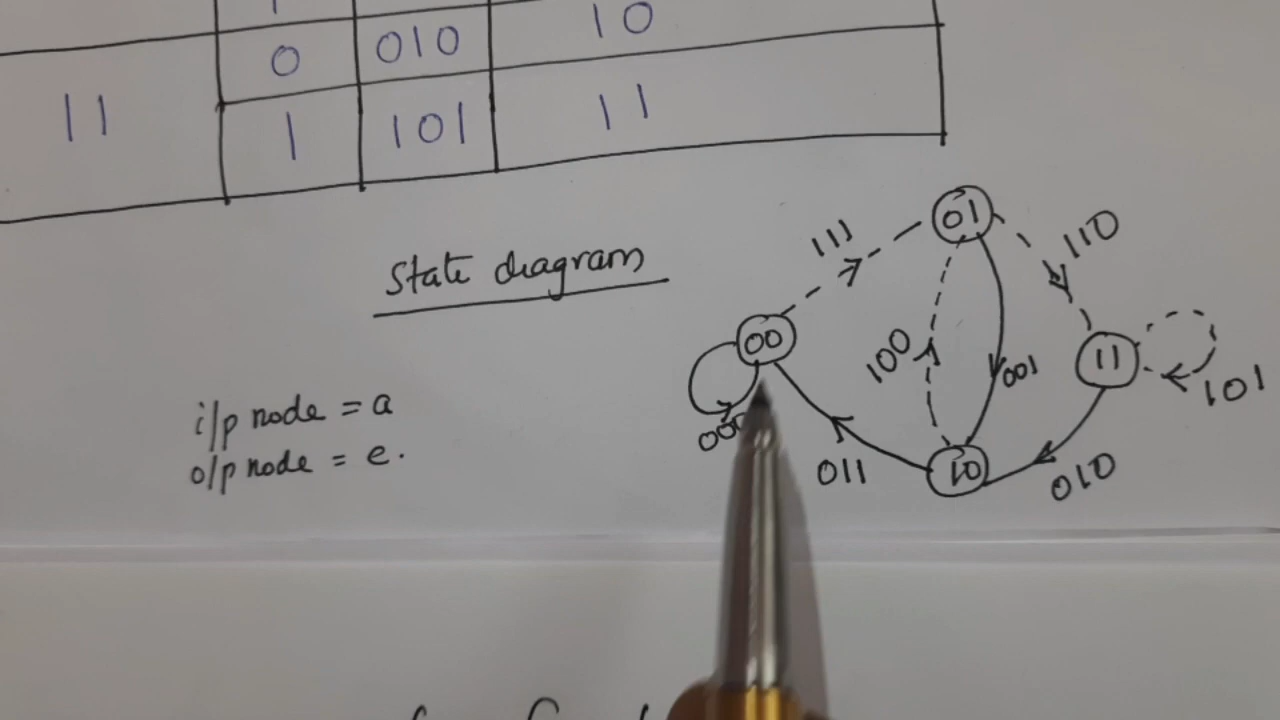 0 010 10
11 1 101 11
State diagram
111 01 110
00 100 001 11 101
000 011 10 010
i/p node = a
o/p node = e.